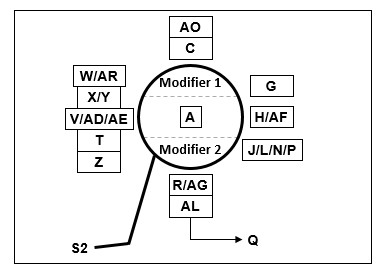 AO
C
W/AR
Modifier 1
X/Y
G
V/AD/AE
A
H/AF
T
Modifier 2
J/L/N/P
Z
R/AG
AL
S2
Q